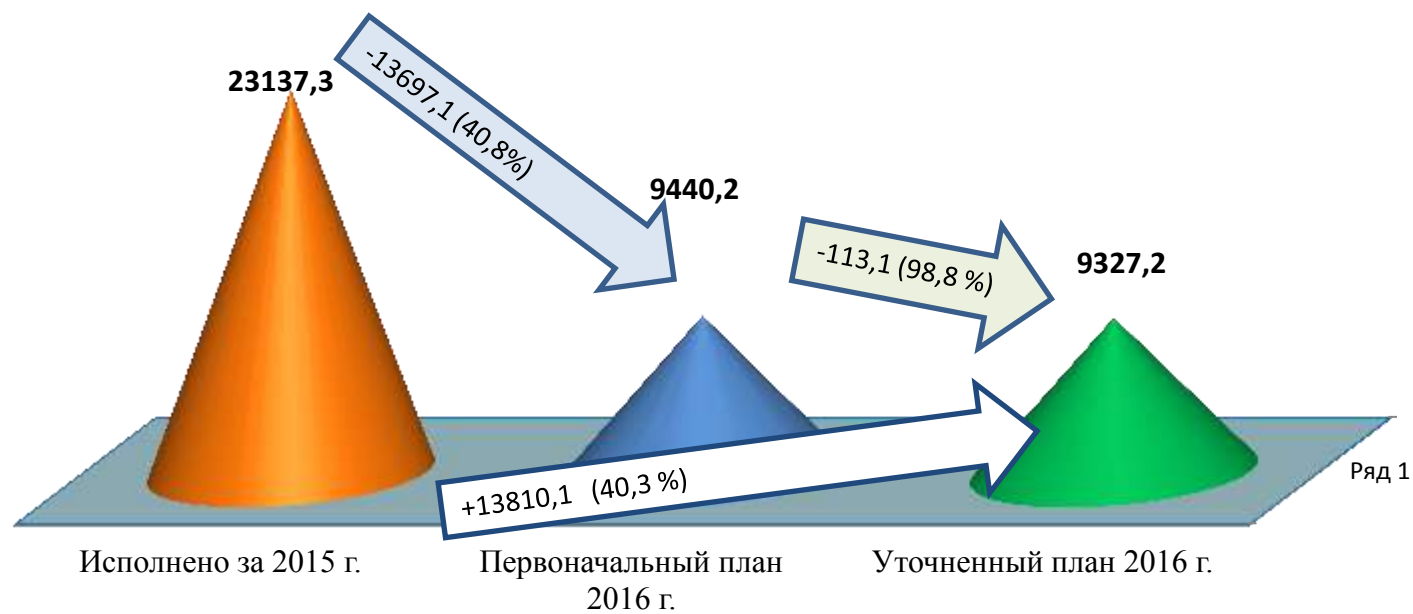 23137,3
-13697,1 (40,8%)
9440,2
-113,1 (98,8 %)
9327,2
+13810,1 (40,3 %)
Ряд 1
Исполнено за 2015 г.
Первоначальный план
2016 г.
Уточненный план 2016 г.